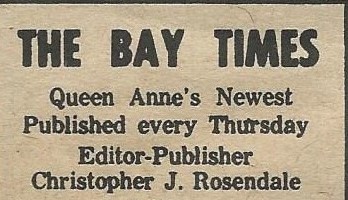 THE BAY TIMES
Queen Anne's Newest
Published every Thursday
Editor-Publisher
Christopher J. Rosendale